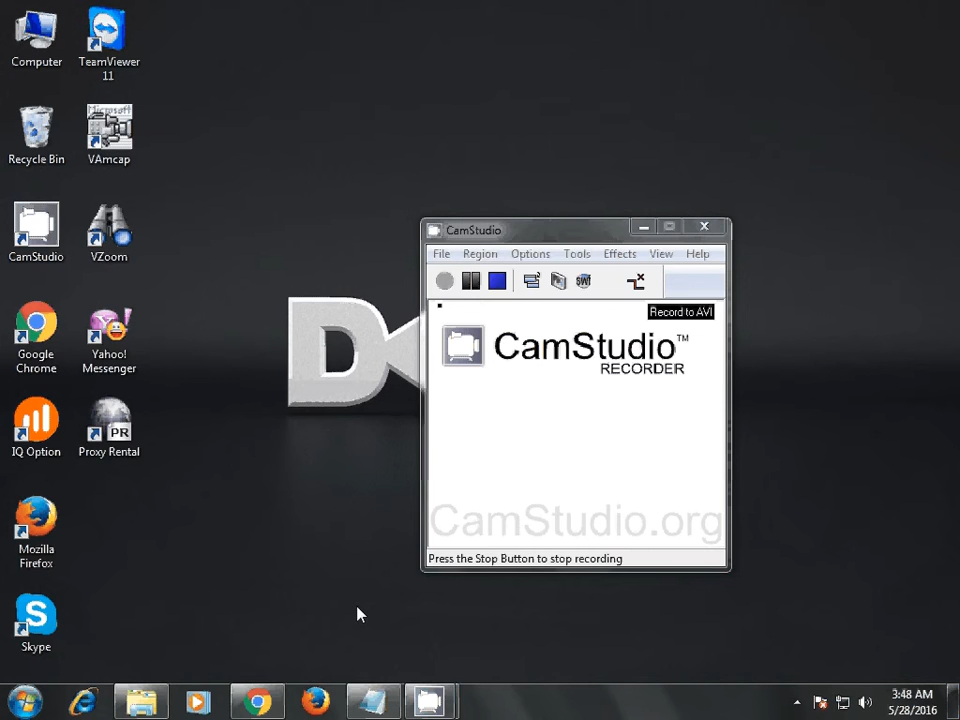 Computer
TeamViewer
11
Recycle Bin
Microsoft
VAmcap
CamStudio
VZoom
Google
Chrome
Yahoo!
Messenger
IQ Option
PR
Proxy Rental
Mozilla
Firefox
S
Skype
D
CamStudio
File Region Options Tools Effects View Help
SWF
Record to AVI
CamStudio™
RECORDER
CamStudio.org
Press the Stop Button to stop recording
3:48 AM
5/28/2016